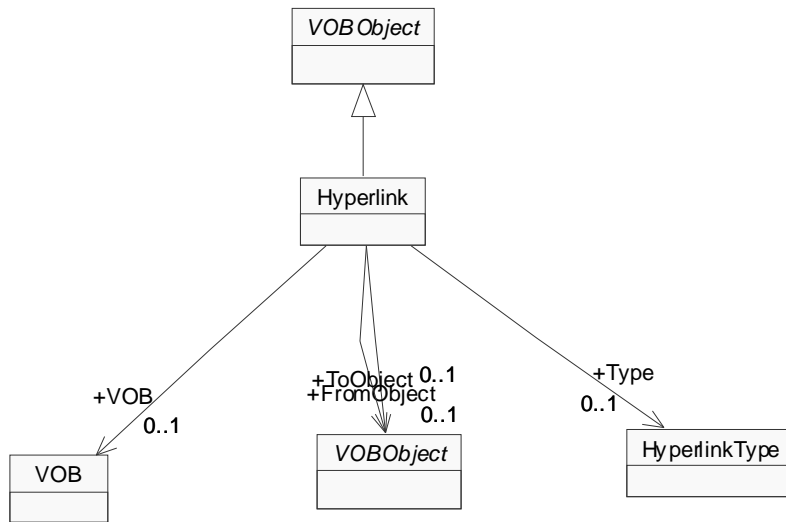 VOBObject
Hyperlink
+Type
+ToObject 0..1
+FromObject
+VOB
0..1
0..1
0..1
VOBObject
HyperlinkType
VOB